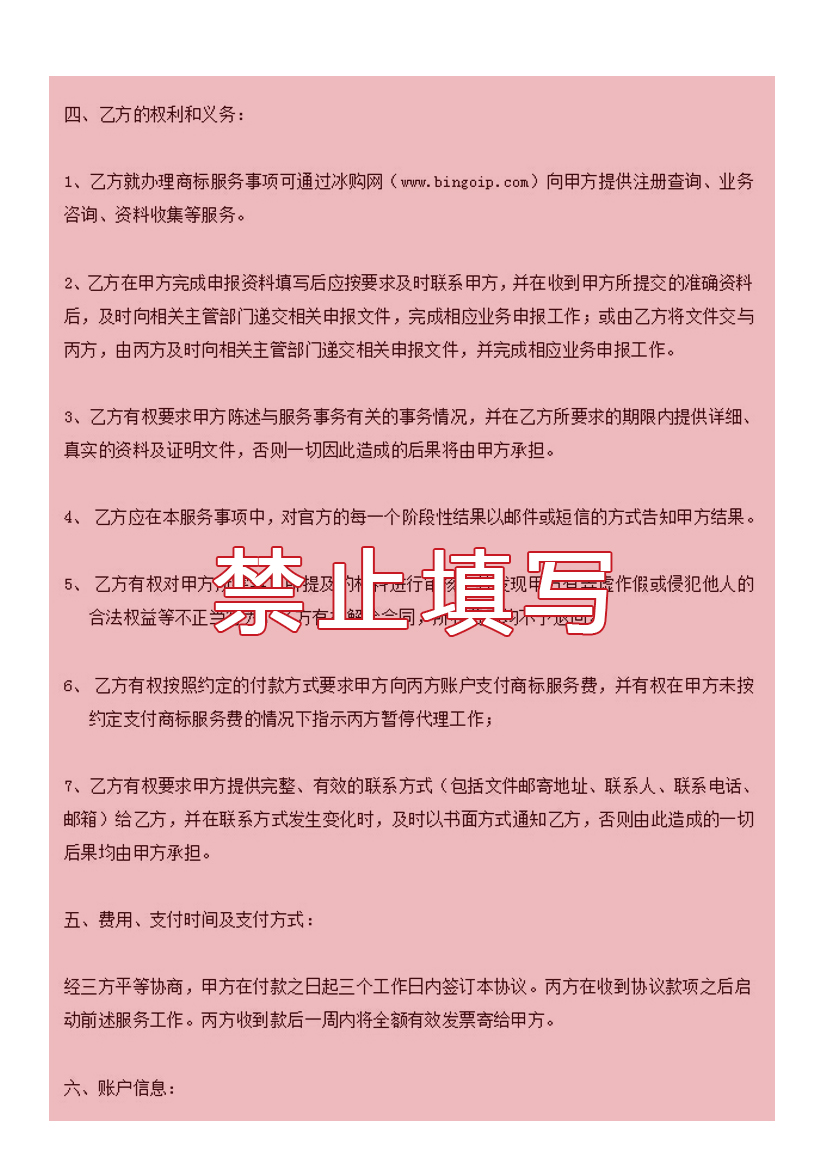 四、乙方的权利和义务：
1、乙方就办理商标服务事项可通过冰购网（www.bingoip.com）向甲方提供注册查询、业务
咨询、资料收集等服务。
2、乙方在甲方完成申报资料填写后应按要求及时联系甲方，并在收到甲方所提交的准确资料
后，及时向相关主管部门递交相关申报文件，完成相应业务申报工作；或由乙方将文件交与
丙方，由丙方及时向相关主管部门递交相关申报文件，并完成相应业务申报工作。
3、乙方有权要求甲方陈述与服务事务有关的事务情况，并在乙方所要求的期限内提供详细、
真实的资料及证明文件，否则一切因此造成的后果将由甲方承担。
4、 乙方应在本服务事项中，对官方的每一个阶段性结果以邮件或短信的方式告知甲方结果。
禁止填写
5、 乙方有权对甲方提及的材料进行发现甲方有弄虚作假或侵犯他人的
合法权益等不正当方有解合同，不予退回
6、 乙方有权按照约定的付款方式要求甲方向丙方账户支付商标服务费，并有权在甲方未按
约定支付商标服务费的情况下指示丙方暂停代理工作；
7、乙方有权要求甲方提供完整、有效的联系方式（包括文件邮寄地址、联系人、联系电话、
邮箱）给乙方，并在联系方式发生变化时，及时以书面方式通知乙方，否则由此造成的一切
后果均由甲方承担。
五、费用、支付时间及支付方式：
经三方平等协商，甲方在付款之日起三个工作日内签订本协议。丙方在收到协议款项之后启
动前述服务工作。丙方收到款后一周内将全额有效发票寄给甲方。
六、账户信息：